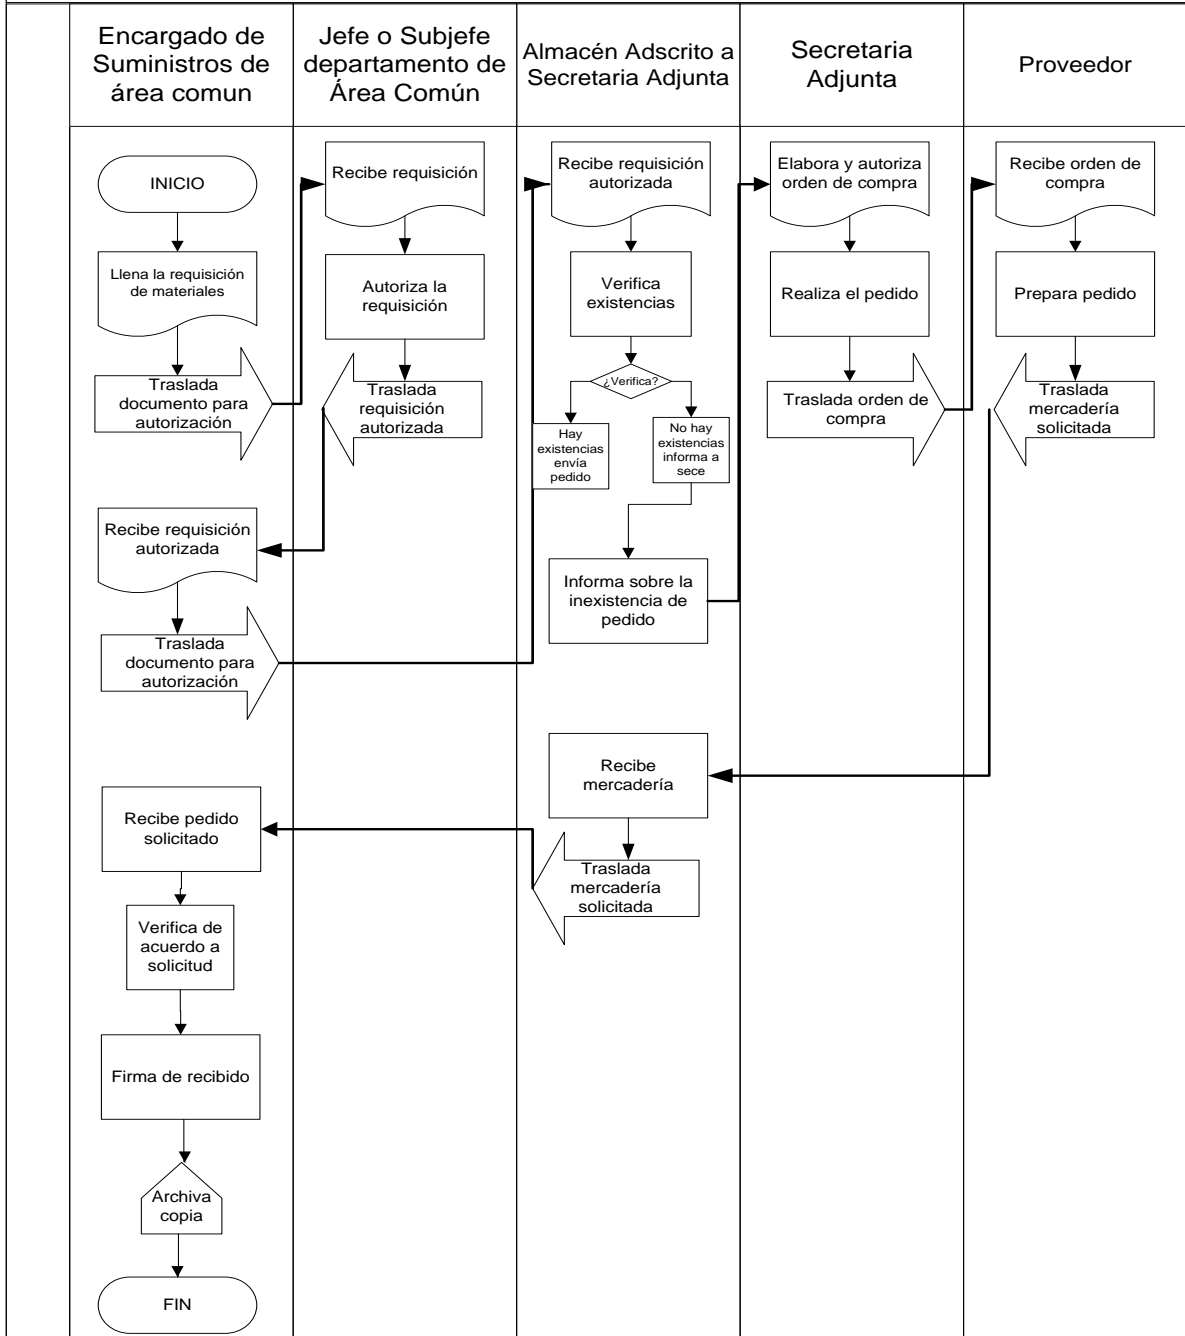 Encargado de
Suministros de
área comun
Jefe o Subjefe
departamento de
Área Común
Almacén Adscrito a
Secretaria Adjunta
Secretaria
Adjunta
Proveedor
INICIO
Llena la requisición
de materiales
Traslada
documento para
autorización
Recibe requisición
autorizada
Traslada
documento para
autorización
Recibe pedido
solicitado
Verifica de
acuerdo a
solicitud
Firma de recibido
Archiva
copia
FIN
Recibe requisición
Autoriza la
requisición
Traslada
requisición
autorizada
Recibe requisición
autorizada
Verifica
existencias
¿Verifica?
Hay
existencias
envía
pedido
No hay
existencias
informa a
sece
Informa sobre la
inexistencia de
pedido
Recibe
mercadería
Traslada
mercadería
solicitada
Elabora y autoriza
orden de compra
Realiza el pedido
Traslada orden de
compra
Recibe orden de
compra
Prepara pedido
Traslada
mercadería
solicitada